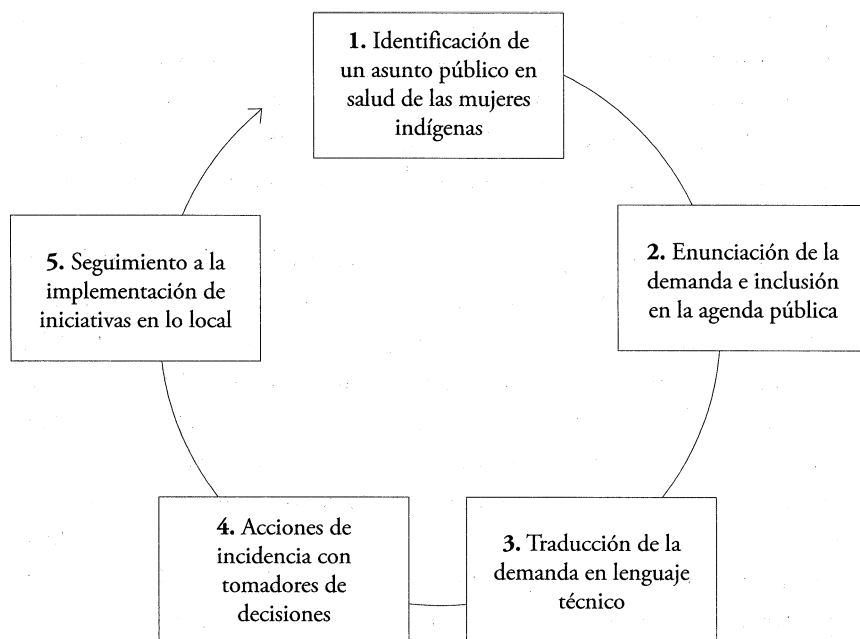 1. Identificación de
un asunto público en
salud de las mujeres
indígenas
2. Enunciación de la
demanda e inclusión
en la agenda pública
3. Traducción de la
demanda en lenguaje
técnico
4. Acciones de
incidencia con
tomadores de
decisiones
5. Seguimiento a la
implementación de
iniciativas en lo local